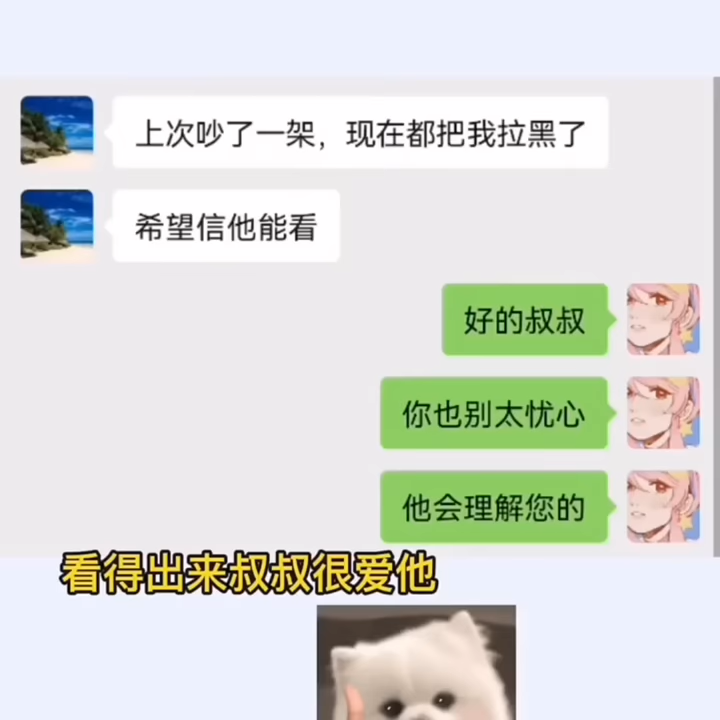 上次吵了一架，现在都把我拉黑了
希望信他能看
好的叔叔
你也别太忧心
他会理解您的
看得出来叔叔很爱他